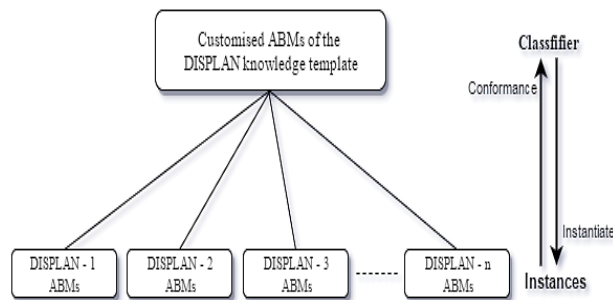 Customised ABMs of the
DISPLAN knowledge template
Classfifier
Conformance
Instantiate
DISPLAN - 1
ABMs
DISPLAN - 2
ABMs
DISPLAN - 3
ABMs
DISPLAN - n
ABMs
Instances